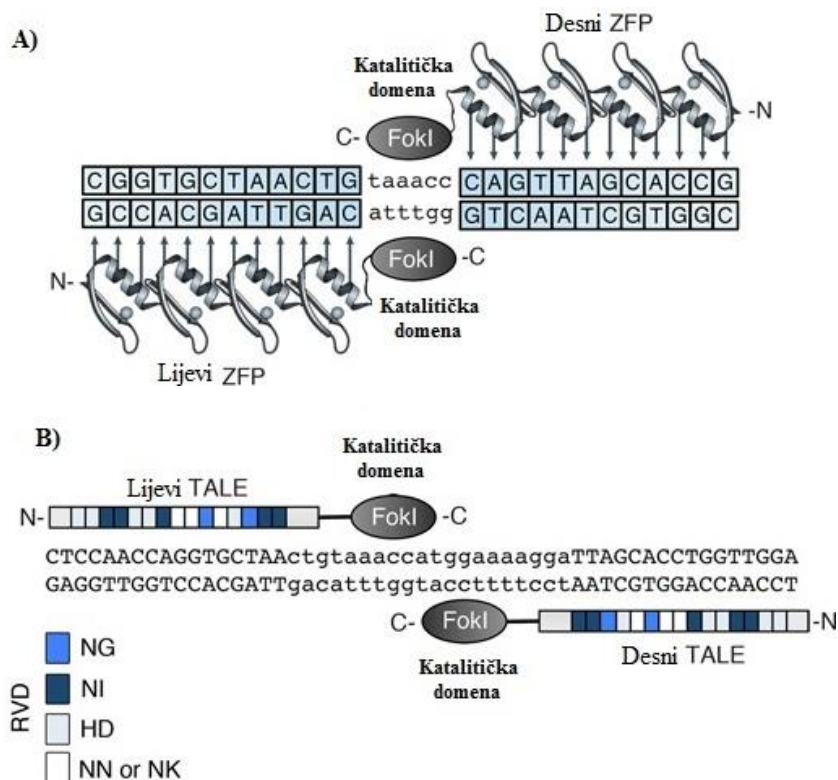 A)
Desni ZFP
Katalitička
domena
C- FokI -N
CGGTGCTAACTG taaacc CAGTTAGCACCG
GCCACGATTGAC atttgg GTCAATCGTGGC
N- FokI -C
Katalitička
domena
Lijevi ZFP
B)
Katalitička
domena
Lijevi TALE
N- FokI -C
CTCCAACCAGGTGCTAActgtaaaccatggaaaaggaTTAGCACCTGGTTGGA
GAGGTTGGTCCACGATTgacatttggtaccttttcctAATCGTGGACCAACCT
C- FokI -N
Desni TALE
Katalitička
domena
RVD
NG
NI
HD
NN or NK